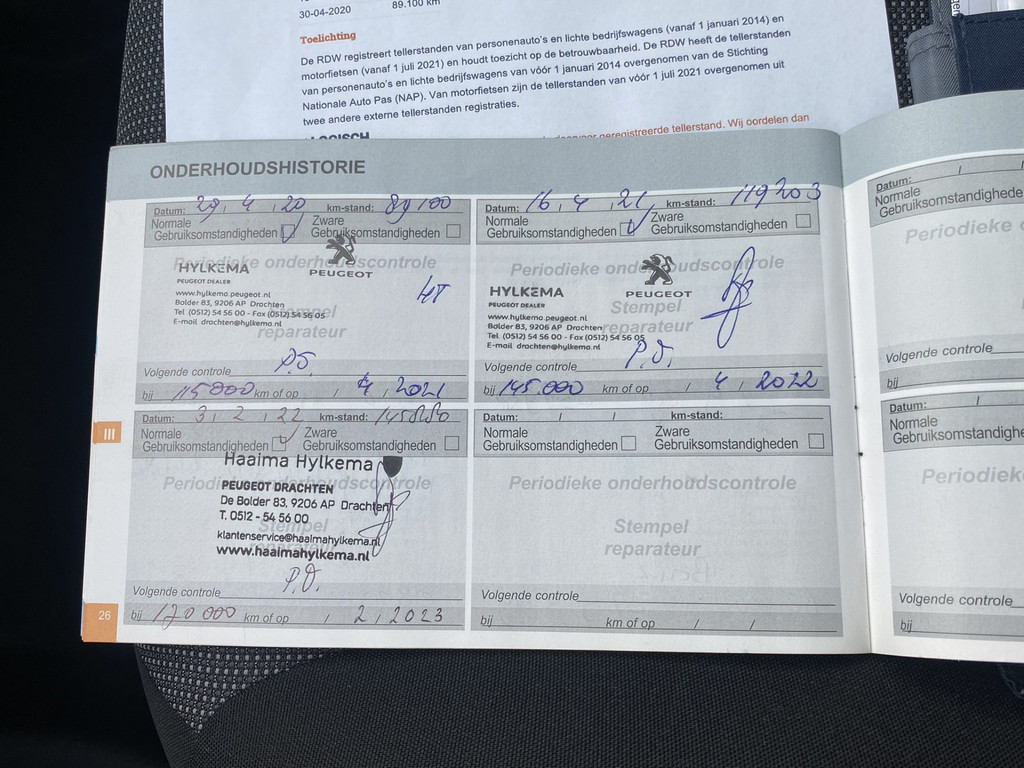 30-04-2020 89.100 km
Toelichting
De RDW registreert tellerstanden van personenauto's en lichte bedrijfswagens (vanaf 1 januari 2014) en
motorfietsen (vanaf 1 juli 2021) en houdt toezicht op de betrouwbaarheid. De RDW heeft de tellerstanden
van personenauto's en lichte bedrijfswagens van vóór 1 januari 2014 overgenomen van de Stichting
Nationale Auto Pas (NAP). Van motorfietsen zijn de tellerstanden van vóór 1 juli 2021 overgenomen uit
twee andere externe tellerstanden registraties.
geregistreerde tellerstand. Wij oordelen dan
ONDERHOUDSHISTORIE
Datum: 29, 4, 20 km-stand: 89100
Normale
Gebruiksomstandigheden
Zware
Gebruiksomstandigheden
Periodieke onderhoudscontrole
HYLKEMA
PEUGEOT DEALER
PEUGEOT
www.hylkema.peugeot.nl
Bolder 83, 9206 AP Drachten
Tel (0512) 54 56 00 - Fax (0512) 54 56 05
E-mail drachten@hylkema.nl
Stempel
reparateur
Volgende controle
bij 115000 km of op / 4, 2021
Datum: 16, 4, 21, km-stand: 119203
Normale
Gebruiksomstandigheden
Zware
Gebruiksomstandigheden
Periodieke onderhoudscontrole
HYLKEMA
PEUGEOT DEALER
PEUGEOT
www.hylkema.peugeot.nl
Bolder 83, 9206 AP Drachten
Tel. (0512) 54 56 00 - Fax (0512) 54 56 05
E-mail drachten@hylkema.nl
Stempel
reparateur
Volgende controle
bij 145.000 km of op / 4, 2022
III
Datum: 3, 2, 22 km-stand:
Normale
Gebruiksomstandigheden
Zware
Gebruiksomstandigheden
Periodieke onderhoudscontrole
Haaima Hylkema
PEUGEOT DRACHTEN
De Bolder 83, 9206 AP Drachten
T. 0512 - 54 56 00
klantenservice@haaimahylkema.nl
www.haaimahylkema.nl
Stempel
reparateur
Volgende controle
bij 170000 km of op / 2, 2023
26
Datum: / / km-stand:
Normale
Gebruiksomstandigheden
Zware
Gebruiksomstandigheden
Periodieke onderhoudscontrole
Stempel
reparateur
Volgende controle
bij km of op / /
Datum: /
Normale
Gebruiksomstandighede
Periodieke
Volgende controle
bij
Datum: /
Normale
Gebruiksomstandighe
Periodiek
Volgende controle
bij